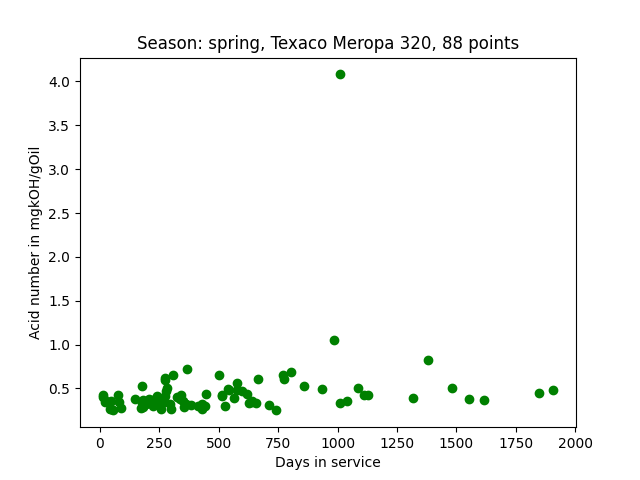 Season: spring, Texaco Meropa 320, 88 points
4.0
3.5
3.0
2.5
2.0
1.5
1.0
0.5
Acid number in mgkOH/gOil
0 250 500 750 1000 1250 1500 1750 2000
Days in service